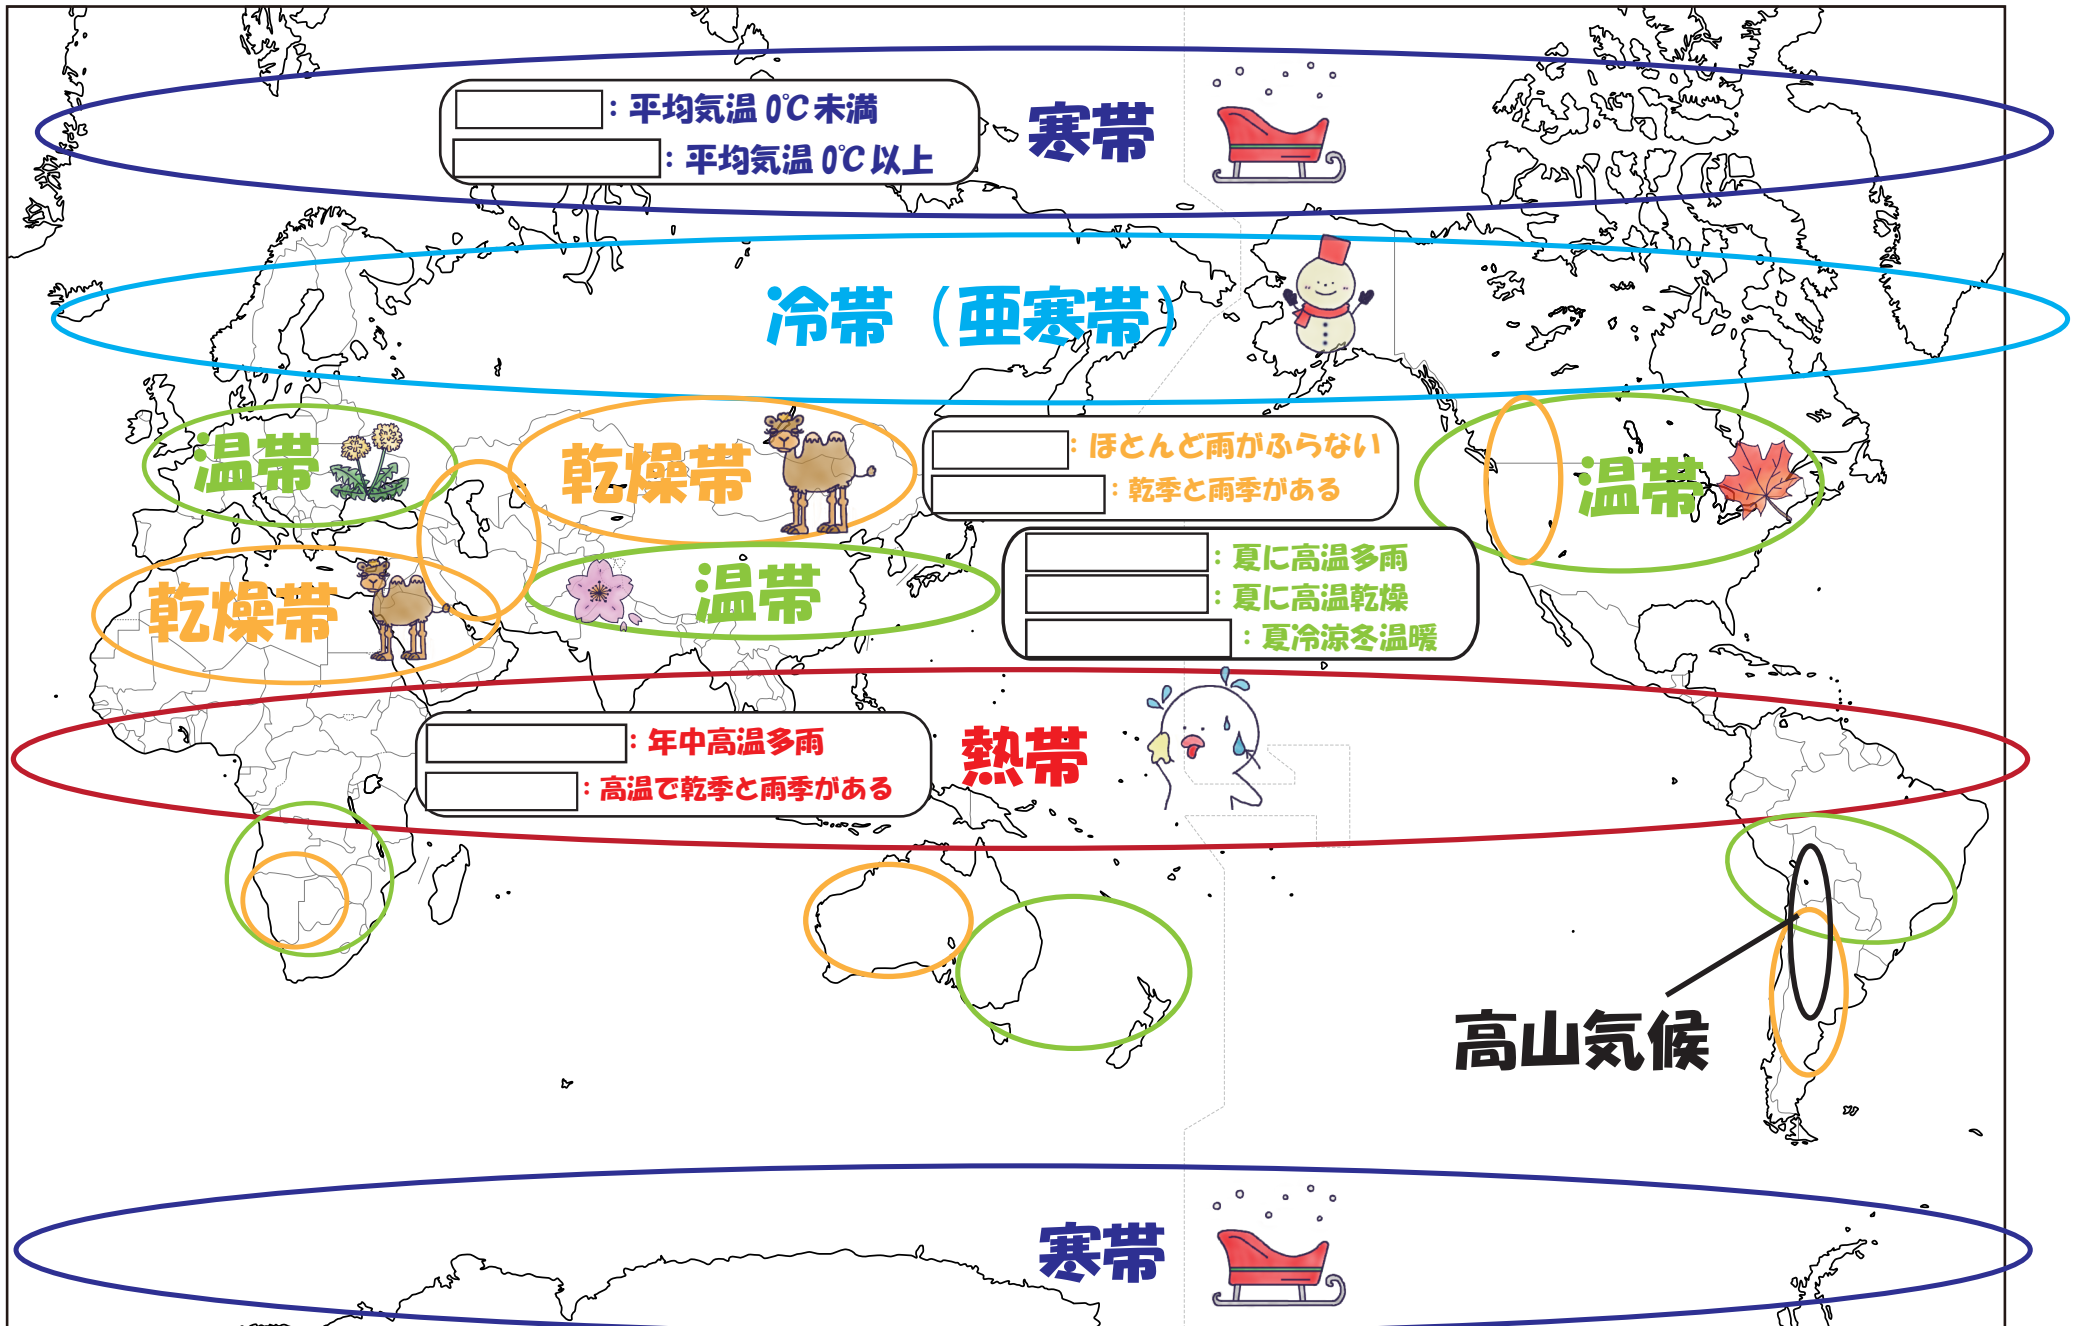 ：平均気温0℃未満
：平均気温0℃以上
寒帯
冷帯（亜寒帯）
温帯
乾燥帯
：ほとんど雨がふらない
：乾季と雨季がある
温帯
乾燥帯
温帯
：夏に高温多雨
：夏に高温乾燥
：夏冷涼冬温暖
：年中高温多雨
：高温で乾季と雨季がある
熱帯
高山気候
寒帯